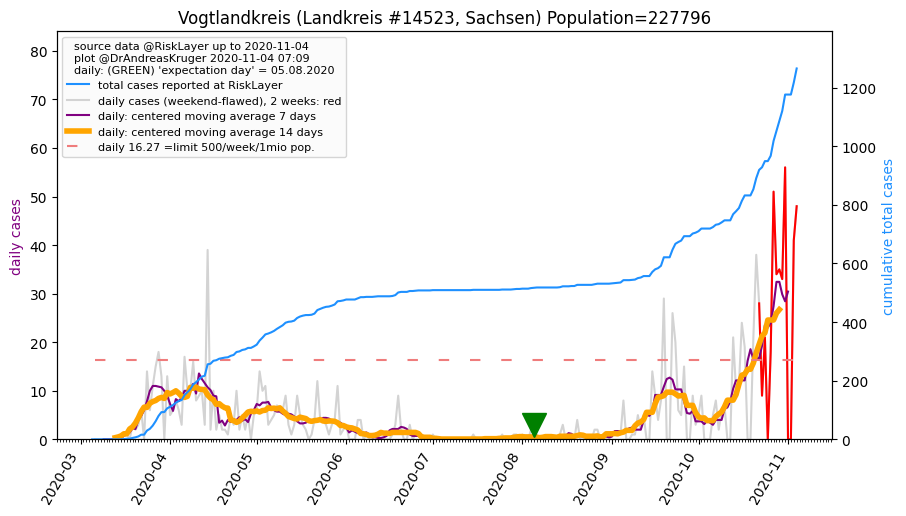 Vogtlandkreis (Landkreis #14523, Sachsen) Population=227796
source data @RiskLayer up to 2020-11-04
plot @DrAndreasKruger 2020-11-04 07:09
daily: (GREEN) 'expectation day' = 05.08.2020
total cases reported at RiskLayer
daily cases (weekend-flawed), 2 weeks: red
daily: centered moving average 7 days
daily: centered moving average 14 days
daily 16.27 =limit 500/week/1mio pop.
daily cases
80
70
60
50
40
30
20
10
0
cumulative total cases
1200
1000
800
600
400
200
0
2020-03
2020-04
2020-05
2020-06
2020-07
2020-08
2020-09
2020-10
2020-11